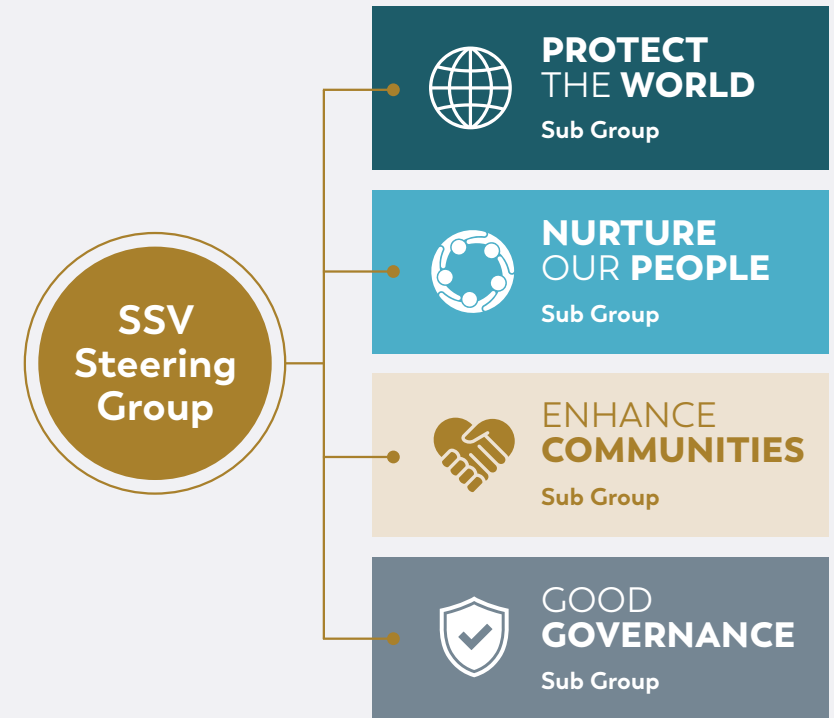 SSV
Steering
Group
PROTECT
THE WORLD
Sub Group
NURTURE
OUR PEOPLE
Sub Group
ENHANCE
COMMUNITIES
Sub Group
GOOD
GOVERNANCE
Sub Group